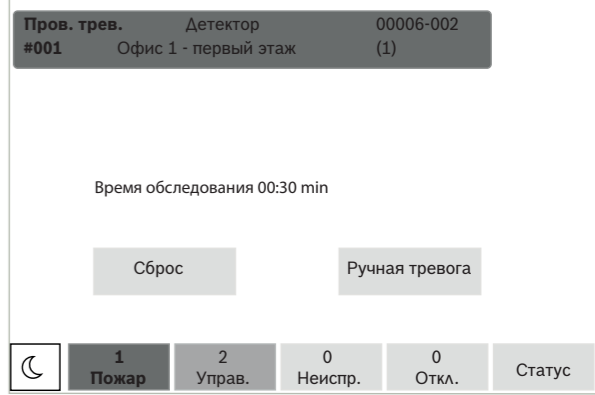 Пров. трев. Детектор 00006-002
#001 Офис 1 - первый этаж (1)
Время обследования 00:30 min
Сброс Ручная тревога
1 2 0 0
Пожар Управ. Неиспр. Откл. Статус